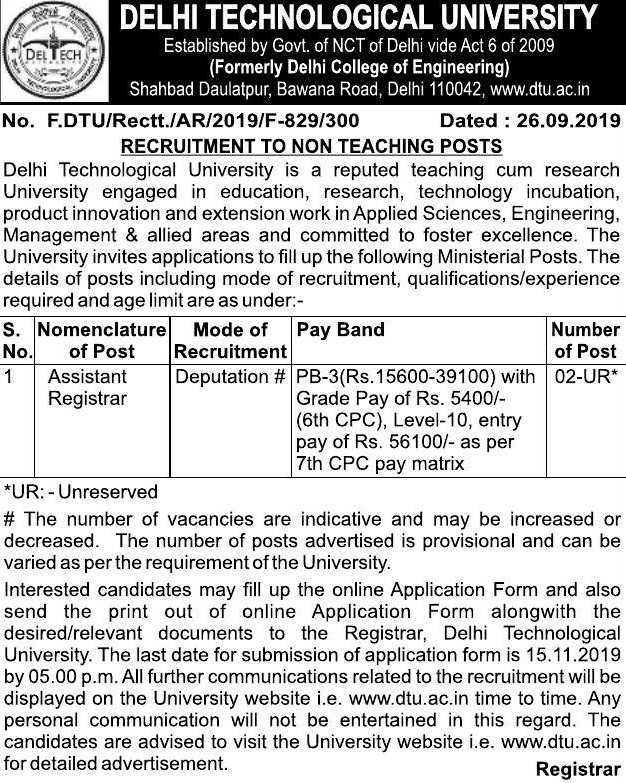 DELHI TECHNOLOGICAL UNIVERSITY
Established by Govt. of NCT of Delhi vide Act 6 of 2009
(Formerly Delhi College of Engineering)
Shahbad Daulatpur, Bawana Road, Delhi 110042, www.dtu.ac.in
DELTECH
No. F.DTU/Rectt./AR/2019/F-829/300 Dated : 26.09.2019
RECRUITMENT TO NON TEACHING POSTS
Delhi Technological University is a reputed teaching cum research
University engaged in education, research, technology incubation,
product innovation and extension work in Applied Sciences, Engineering,
Management & allied areas and committed to foster excellence. The
University invites applications to fill up the following Ministerial Posts. The
details of posts including mode of recruitment, qualifications/experience
required and age limit are as under:-
S. Nomenclature Mode of Pay Band Number
No. of Post Recruitment of Post
1 Assistant Deputation # PB-3(Rs.15600-39100) with 02-UR*
Registrar Grade Pay of Rs. 5400/-
(6th CPC), Level-10, entry
pay of Rs. 56100/- as per
7th CPC pay matrix
*UR: - Unreserved
# The number of vacancies are indicative and may be increased or
decreased. The number of posts advertised is provisional and can be
varied as per the requirement of the University.
Interested candidates may fill up the online Application Form and also
send the print out of online Application Form alongwith the
desired/relevant documents to the Registrar, Delhi Technological
University. The last date for submission of application form is 15.11.2019
by 05.00 p.m. All further communications related to the recruitment will be
displayed on the University website i.e. www.dtu.ac.in time to time. Any
personal communication will not be entertained in this regard. The
candidates are advised to visit the University website i.e. www.dtu.ac.in
for detailed advertisement.
Registrar